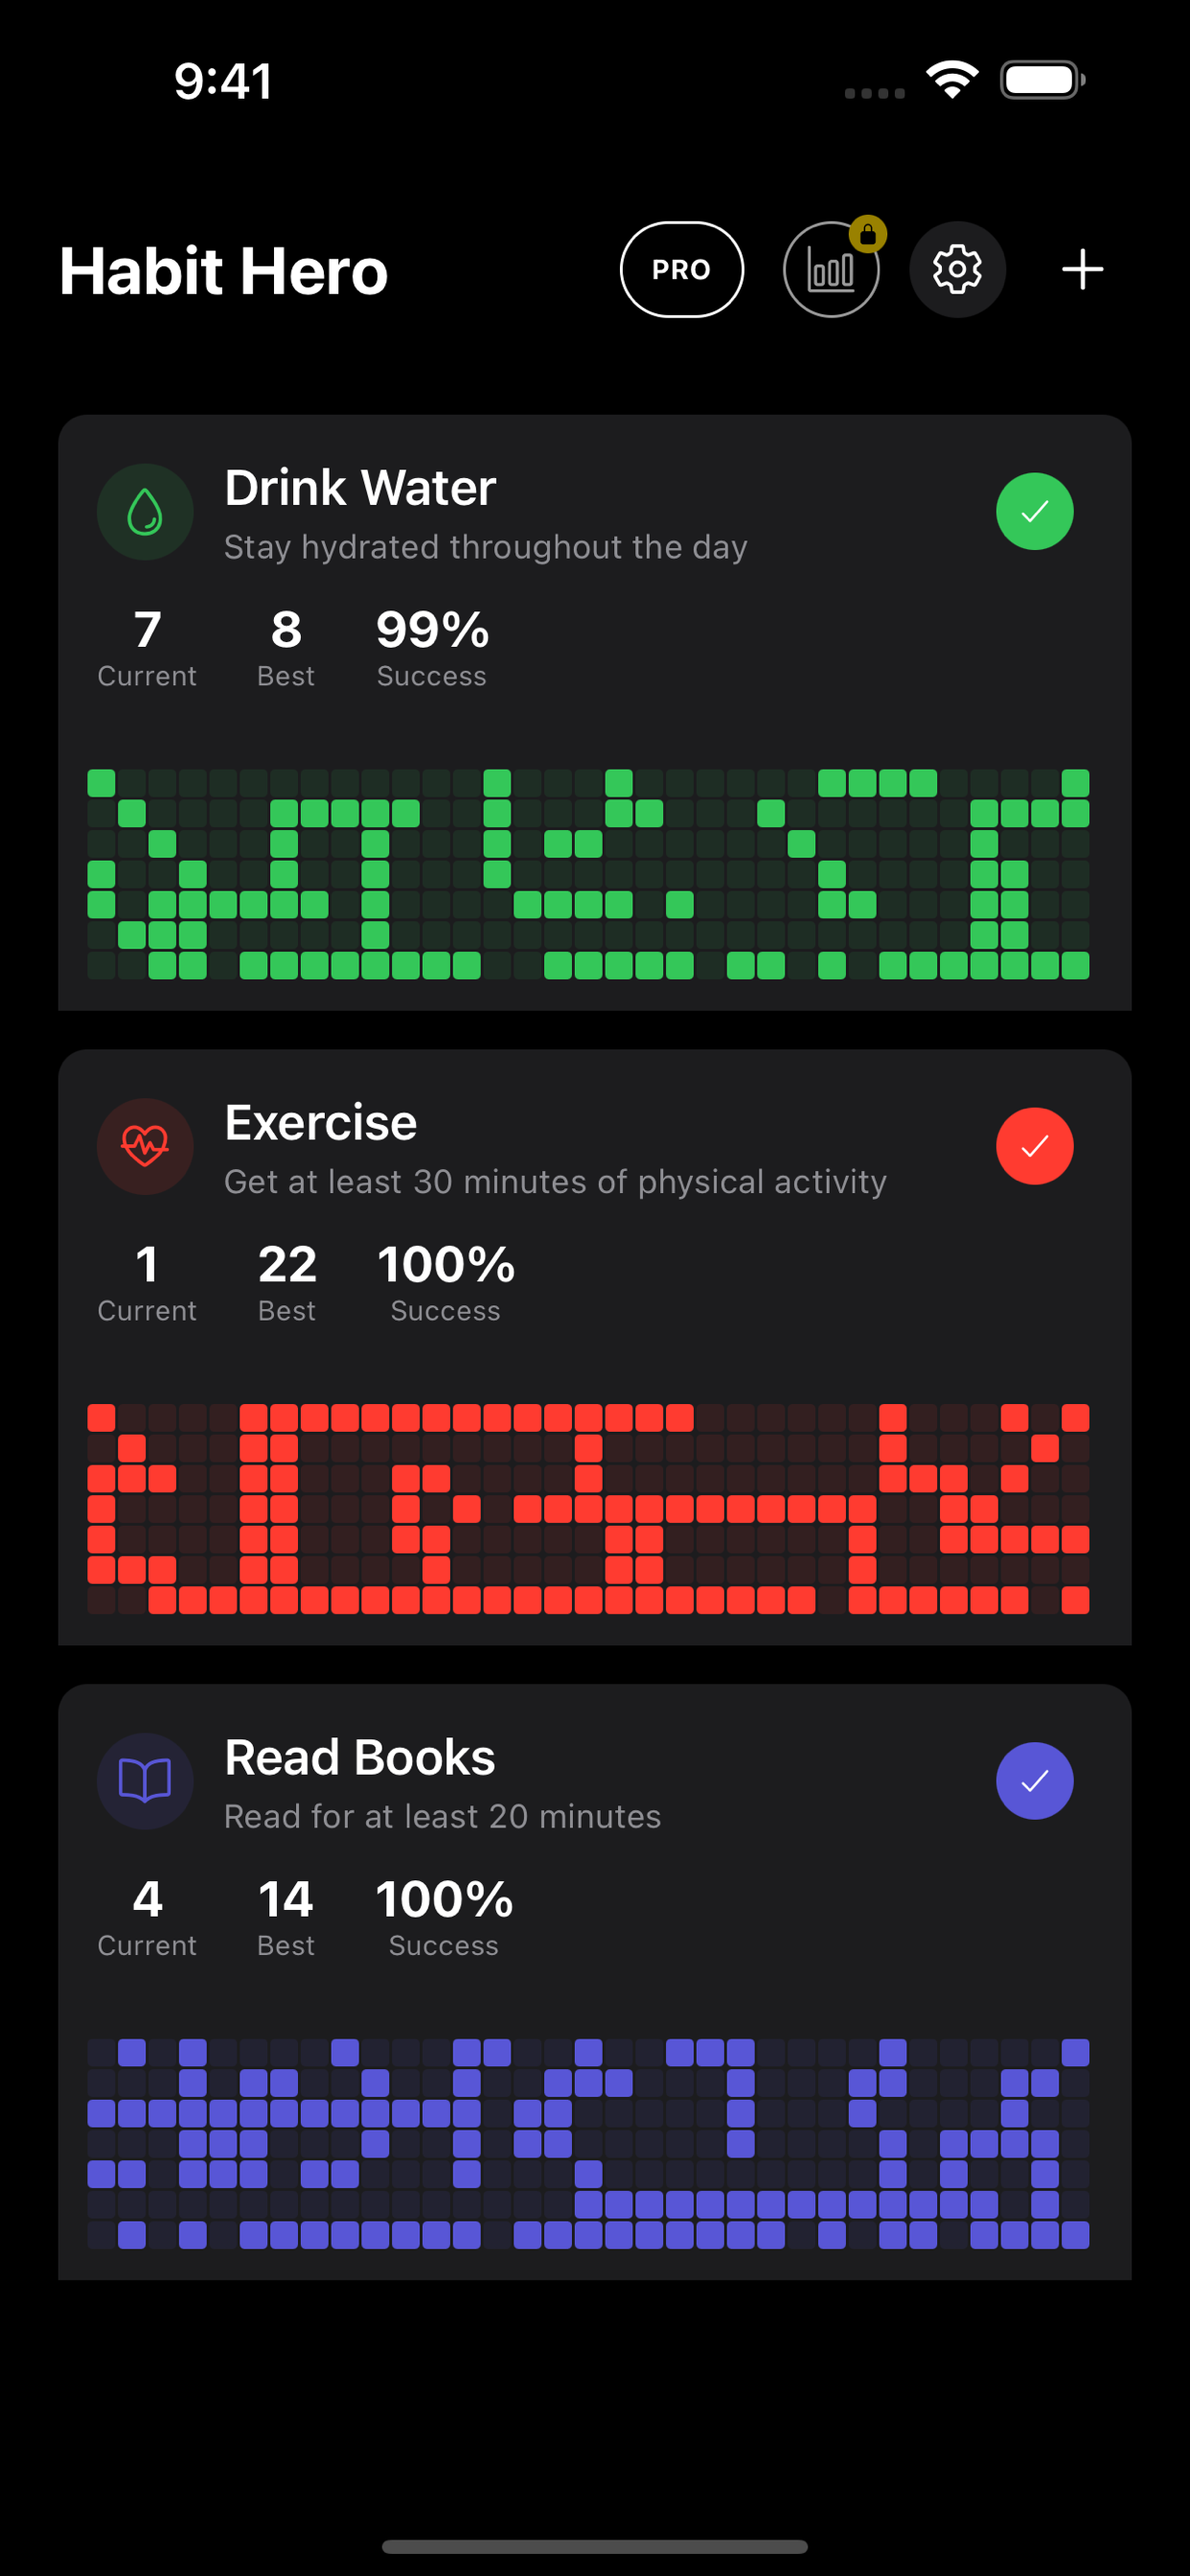 9:41
Habit Hero
PRO
Drink Water
Stay hydrated throughout the day
7 8 99%
Current Best Success
Exercise
Get at least 30 minutes of physical activity
1 22 100%
Current Best Success
Read Books
Read for at least 20 minutes
4 14 100%
Current Best Success